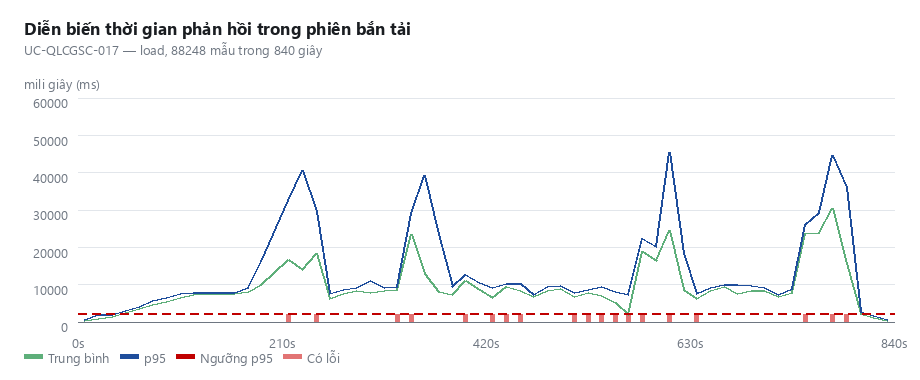 Diễn biến thời gian phản hồi trong phiên bắn tải
UC-QLCGSC-017 — load, 88248 mẫu trong 840 giây
mili giây (ms)
60000
50000
40000
30000
20000
10000
0
0s 210s 420s 630s 840s
Trung bình p95 Ngưỡng p95 Có lỗi